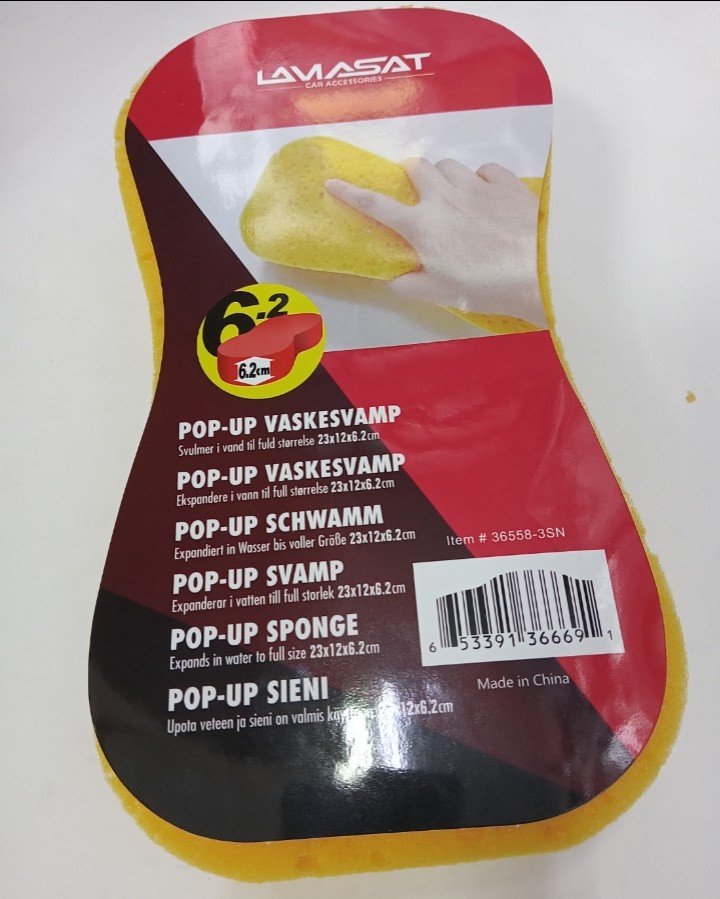 LAMASAT
CAR ACCESSORIES
6.2
6.2cm
POP-UP VASKESVAMP
Svulmer i vand til fuld størrelse 23x12x6.2cm
POP-UP VASKESVAMP
Ekspandere i vann til full størrelse 23x12x6.2cm
POP-UP SCHWAMM
Expandiert in Wasser bis voller Größe 23x12x6.2cm
POP-UP SVAMP
Expanderar i vatten till full storlek 23x12x6.2cm
POP-UP SPONGE
Expands in water to full size 23x12x6.2cm
POP-UP SIENI
Upota veteen ja sieni on valmis x12x6.2cm
Item # 36558-3SN
6 53391 36669 1
Made in China